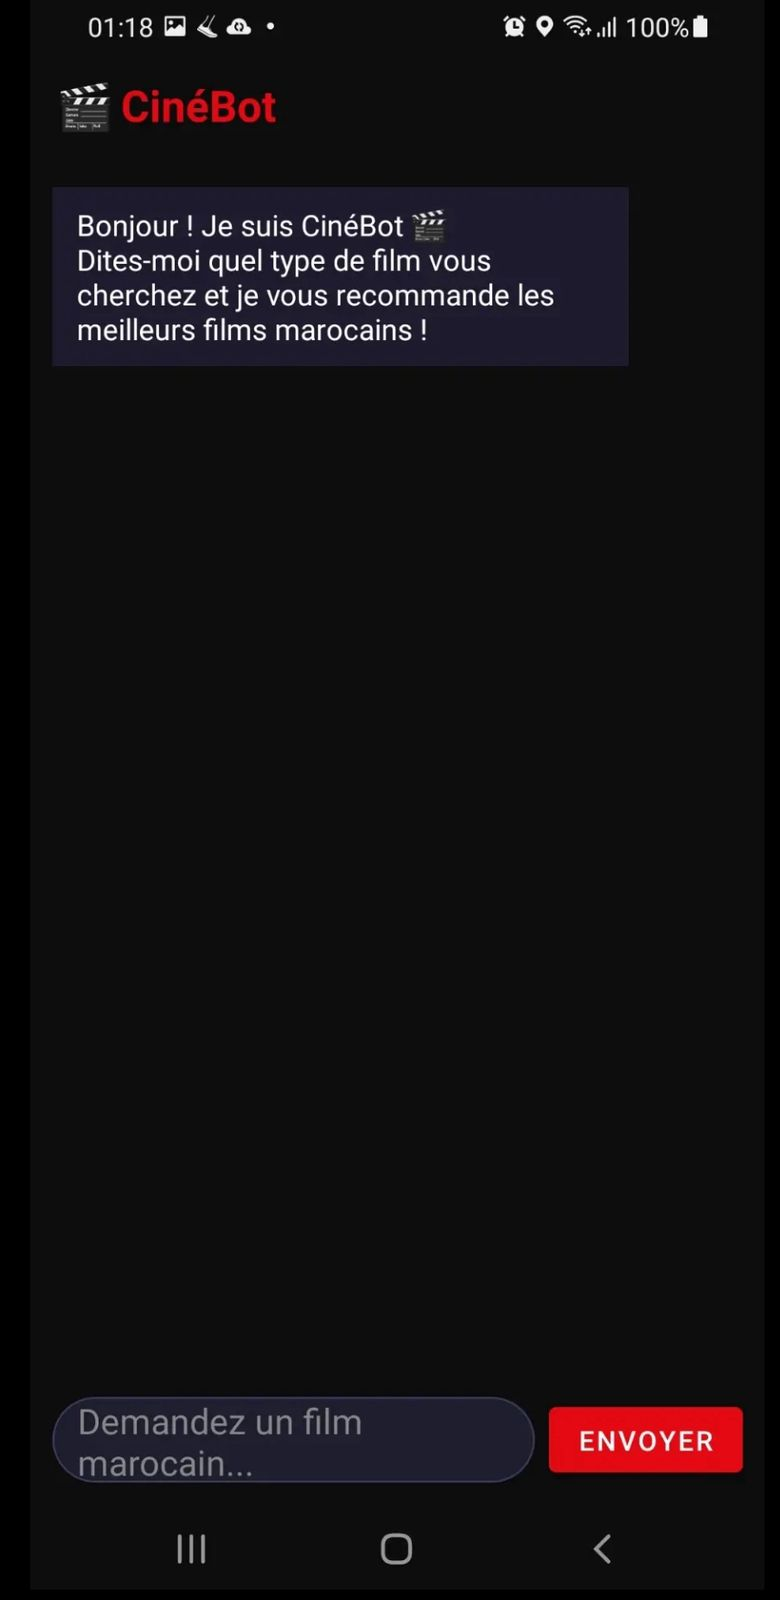 01:18 100%
CinéBot
Bonjour ! Je suis CinéBot
Dites-moi quel type de film vous
cherchez et je vous recommande les
meilleurs films marocains !
Demandez un film
marocain...
ENVOYER